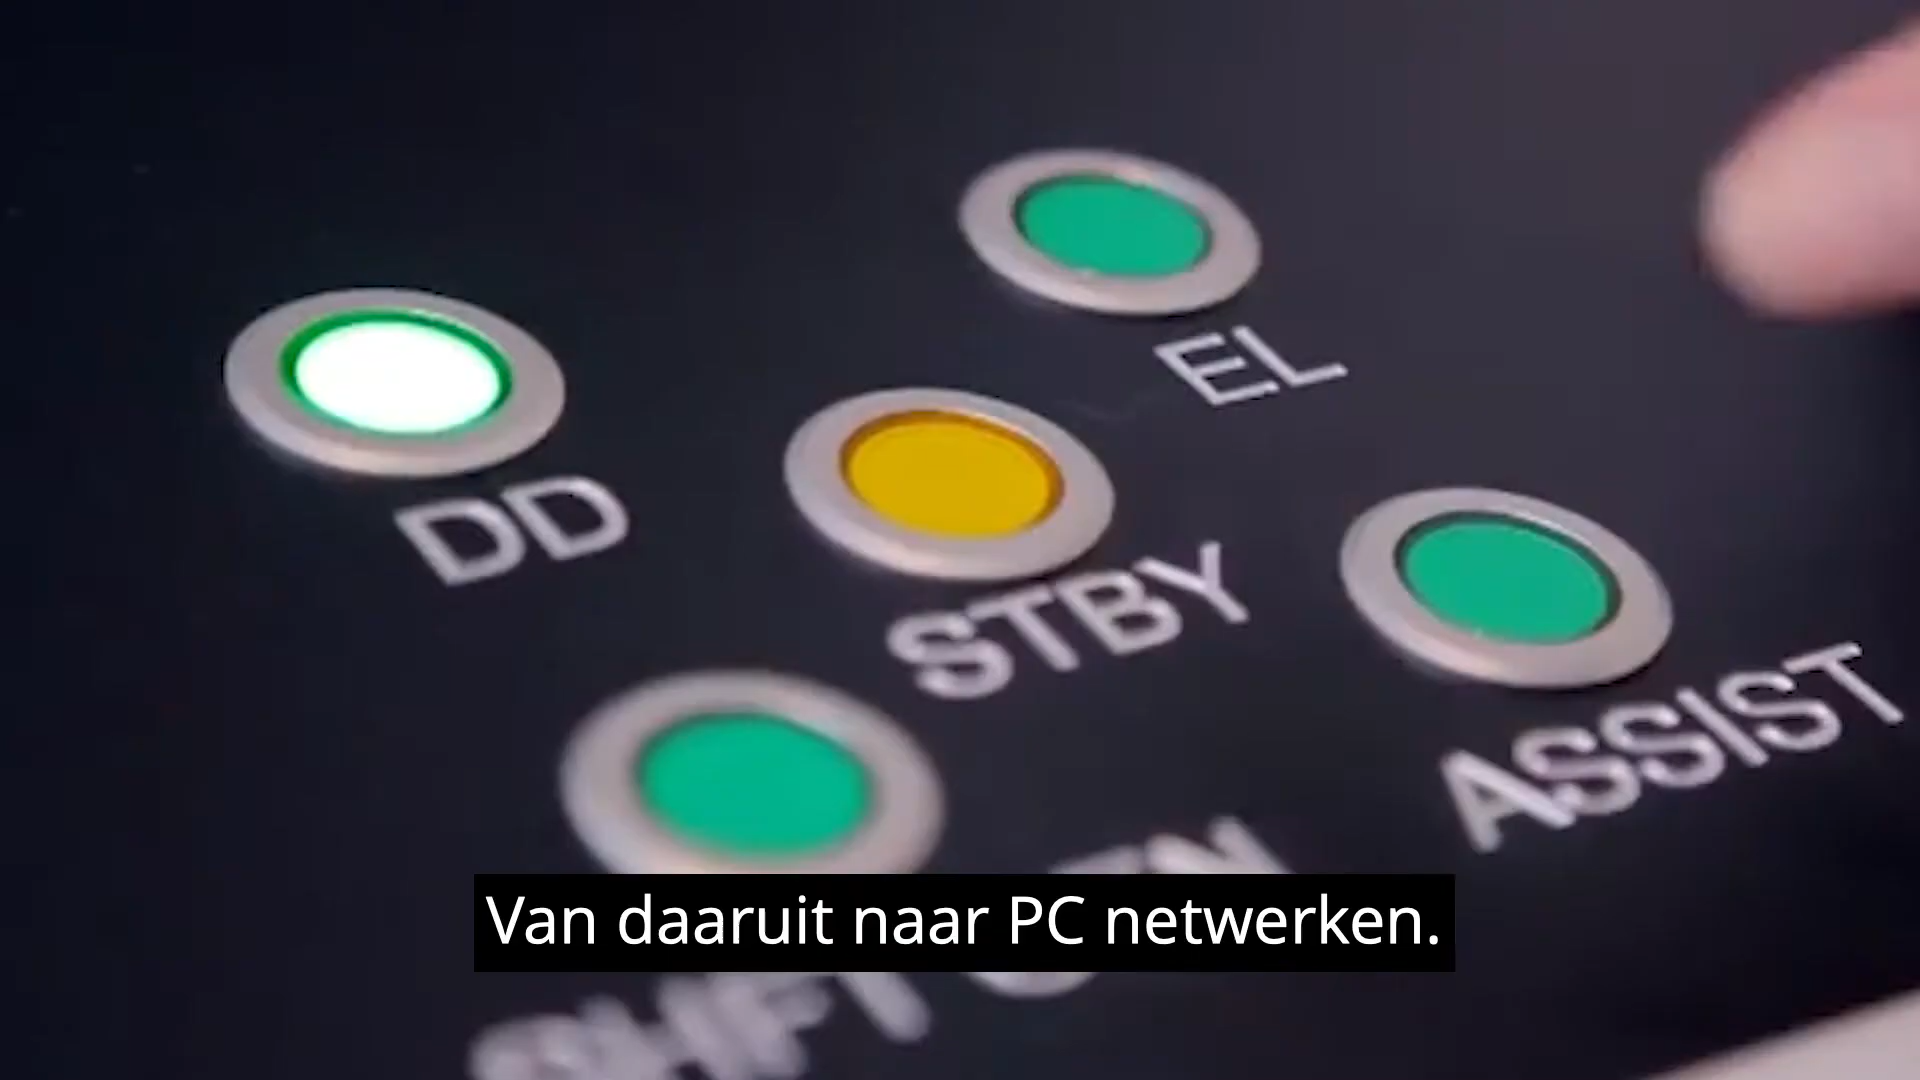 EL
DD
STBY
ASSIST
Van daaruit naar PC netwerken.